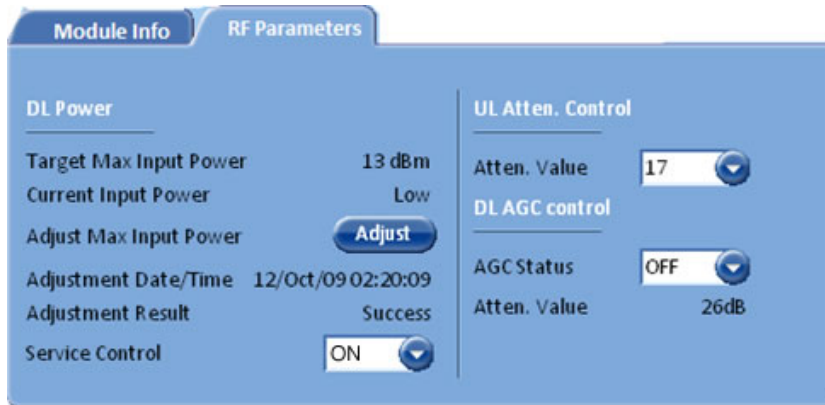 Module Info
RF Parameters
DL Power
Target Max Input Power 13 dBm
Current Input Power Low
Adjust Max Input Power Adjust
Adjustment Date/Time 12/Oct/09 02:20:09
Adjustment Result Success
Service Control ON
UL Atten. Control
Atten. Value 17
DL AGC control
AGC Status OFF
Atten. Value 26dB